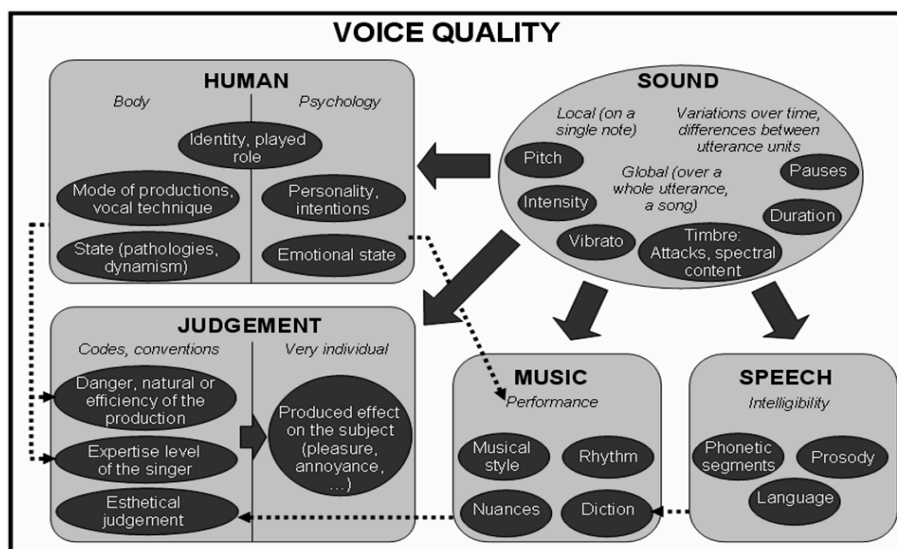 VOICE QUALITY
HUMAN
Body
Psychology
Identity, played
role
Mode of productions,
vocal technique
Personality,
intentions
State (pathologies,
dynamism)
Emotional state
SOUND
Local (on a
single note)
Variations over time,
differences between
utterance units
Global (over a
whole utterance,
a song)
Pitch
Intensity
Vibrato
Timbre:
Attacks, spectral
content
Duration
Pauses
JUDGEMENT
Codes, conventions
Very individual
Danger, natural or
efficiency of the
production
Expertise level
of the singer
Esthetical
judgement
Produced effect
on the subject
(pleasure,
annoyance,
...)
MUSIC
Performance
Musical
style
Rhythm
Nuances
Diction
SPEECH
Intelligibility
Phonetic
segments
Prosody
Language